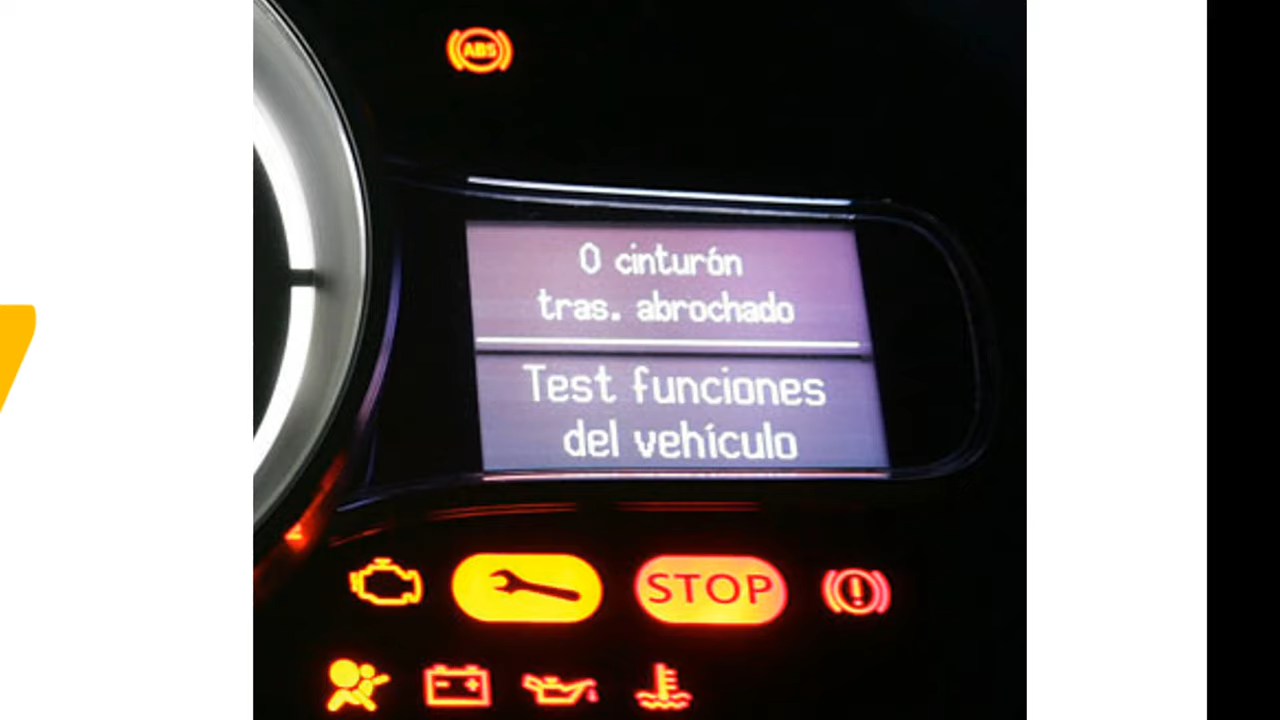 ABS
0 cinturón
tras. abrochado
Test funciones
del vehículo
STOP